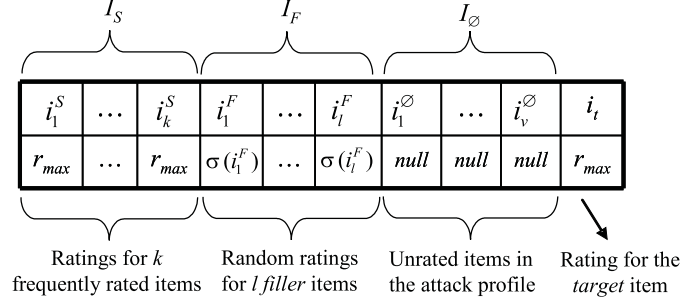 I_S I_F I_∅
i_1^S ... i_k^S i_1^F ... i_l^F i_1^∅ ... i_v^∅ i_t
r_max ... r_max σ(i_1^F) ... σ(i_l^F) null null null r_max
Ratings for k frequently rated items
Random ratings for l filler items
Unrated items in the attack profile
Rating for the target item